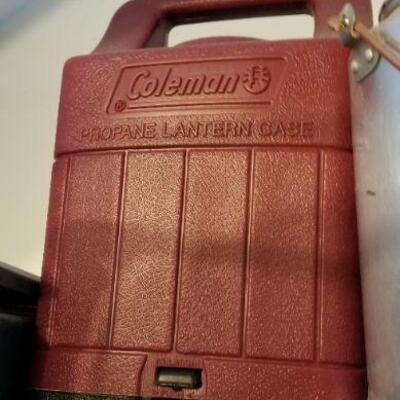 Coleman
®
PROPANE LANTERN CASE